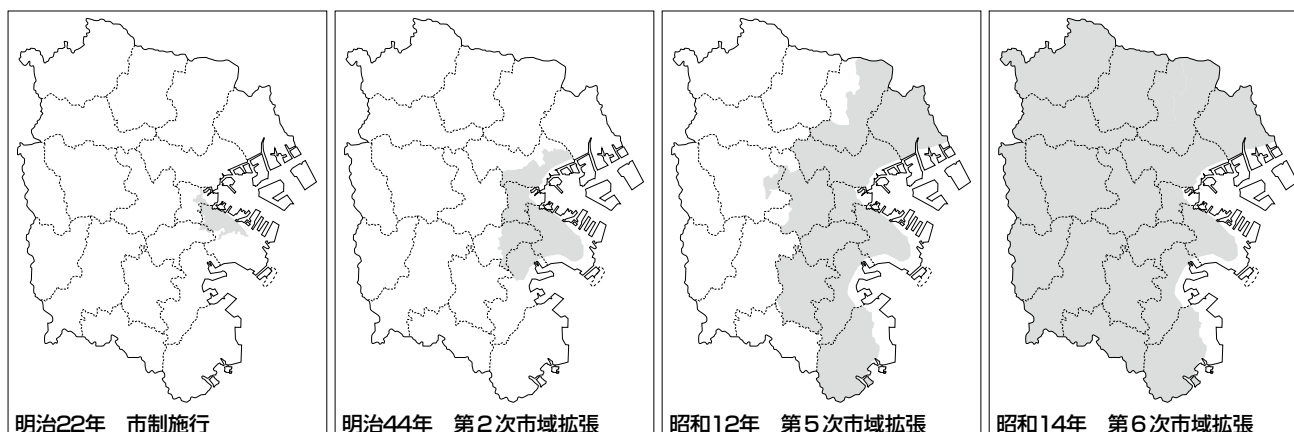 明治22年　市制施行
明治44年　第2次市域拡張
昭和12年　第5次市域拡張
昭和14年　第6次市域拡張